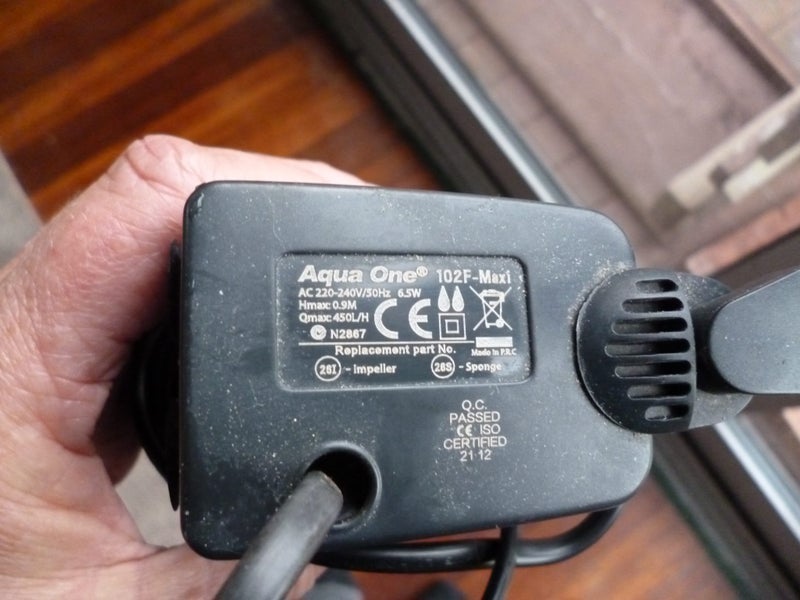 Aqua One® 102F-Maxi
AC 220-240V/50Hz 6.5W
Hmax: 0.9M
Qmax: 450L/H
N2867
CE
Made in P.R.C
Replacement part No.
26I - Impeller 26S - Sponge
Q.C.
PASSED
CE ISO
CERTIFIED
21 12